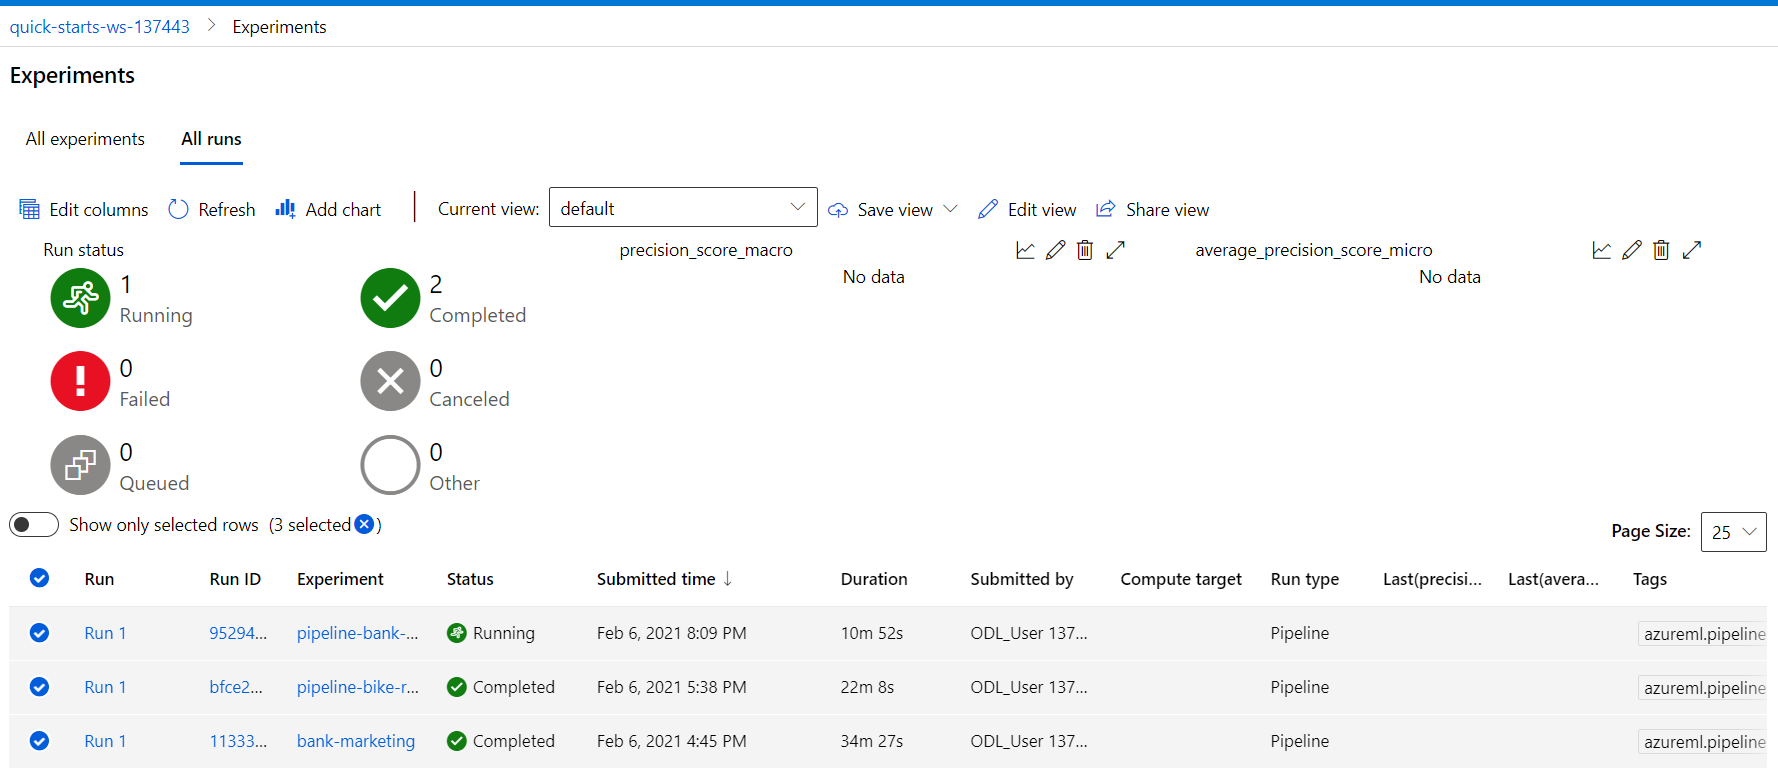 quick-starts-ws-137443 > Experiments
Experiments
All experiments All runs
Edit columns Refresh Add chart Current view: default Save view Edit view Share view
Run status precision_score_macro average_precision_score_micro
No data No data
1 2
Running Completed
0 0
Failed Canceled
0 0
Queued Other
Show only selected rows (3 selected )
Page Size: 25
Run Run ID Experiment Status Submitted time ↓ Duration Submitted by Compute target Run type Last(precisi... Last(avera... Tags
Run 1 95294... pipeline-bank-... Running Feb 6, 2021 8:09 PM 10m 52s ODL_User 137... Pipeline azureml.pipeline
Run 1 bfce2... pipeline-bike-r... Completed Feb 6, 2021 5:38 PM 22m 8s ODL_User 137... Pipeline azureml.pipeline
Run 1 11333... bank-marketing Completed Feb 6, 2021 4:45 PM 34m 27s ODL_User 137... Pipeline azureml.pipeline